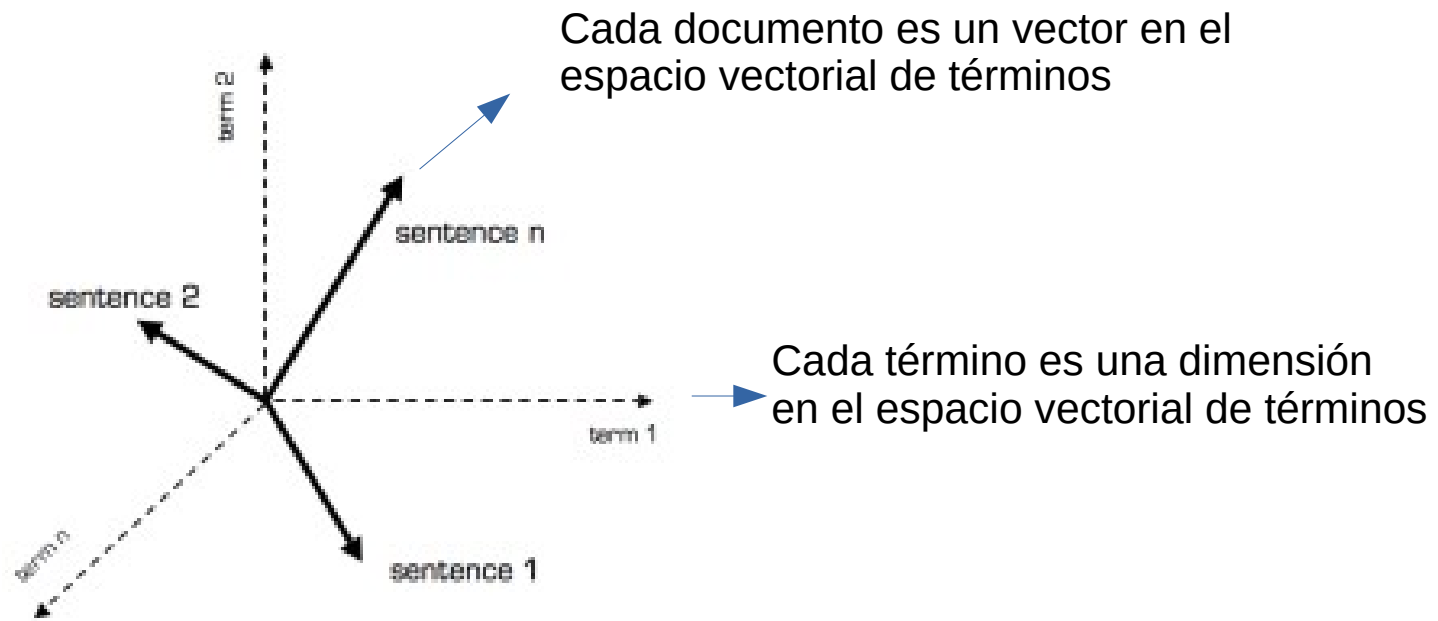 Cada documento es un vector en el
espacio vectorial de términos
term 2
sentence n
sentence 2
Cada término es una dimensión
en el espacio vectorial de términos
term 1
term n
sentence 1